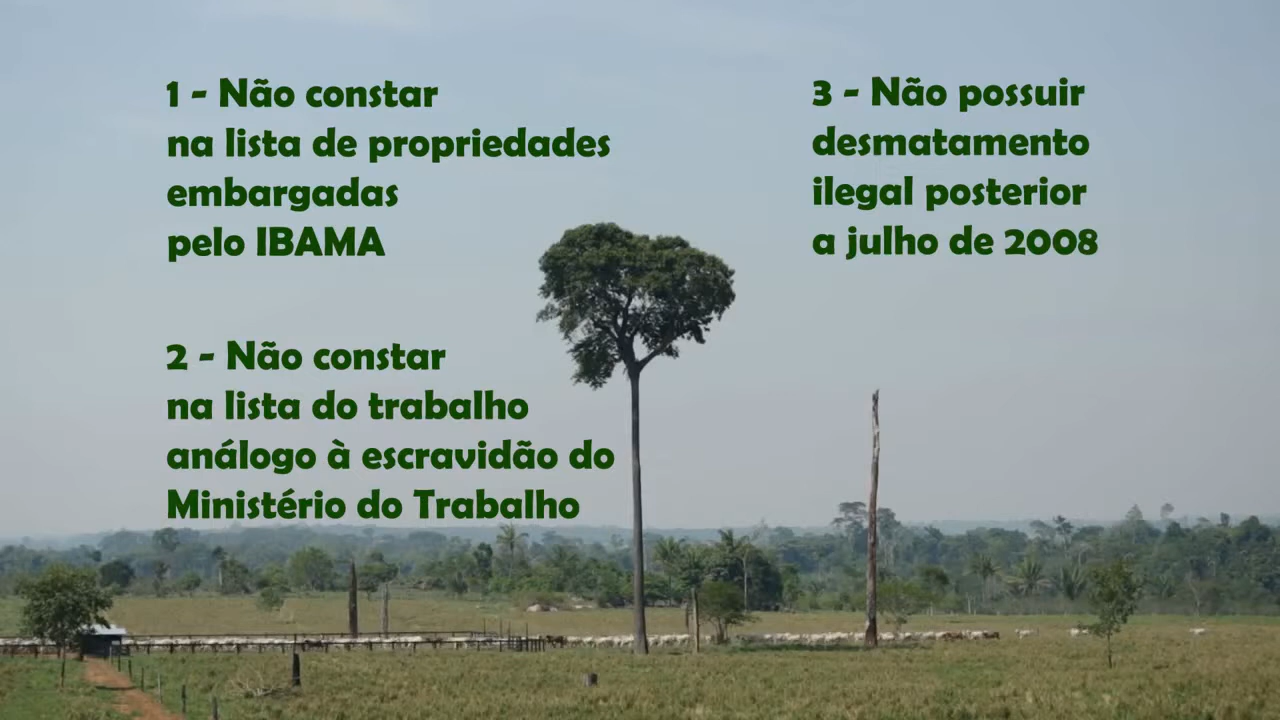 1 - Não constar
na lista de propriedades
embargadas
pelo IBAMA
2 - Não constar
na lista do trabalho
análogo à escravidão do
Ministério do Trabalho
3 - Não possuir
desmatamento
ilegal posterior
a julho de 2008